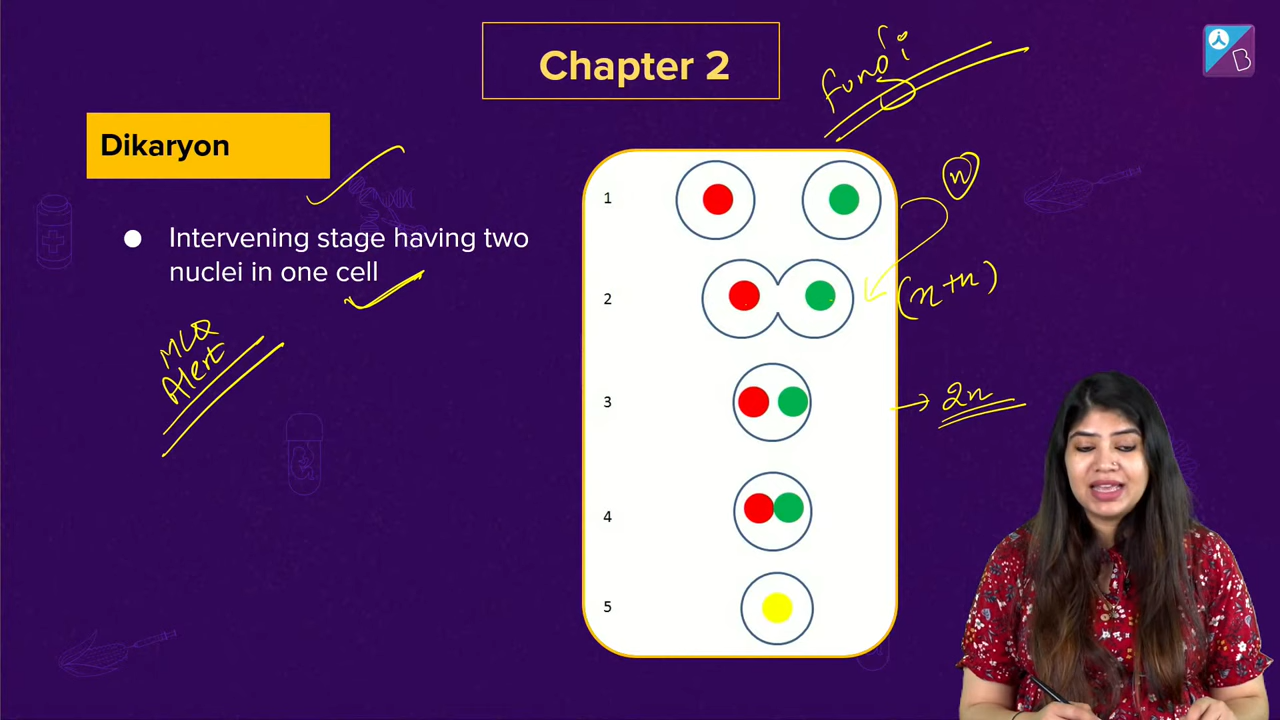 Chapter 2
Fungi
Dikaryon
● Intervening stage having two
nuclei in one cell
MCQ
Alert
1
n
2
(n+n)
3
→ 2n
4
5
B